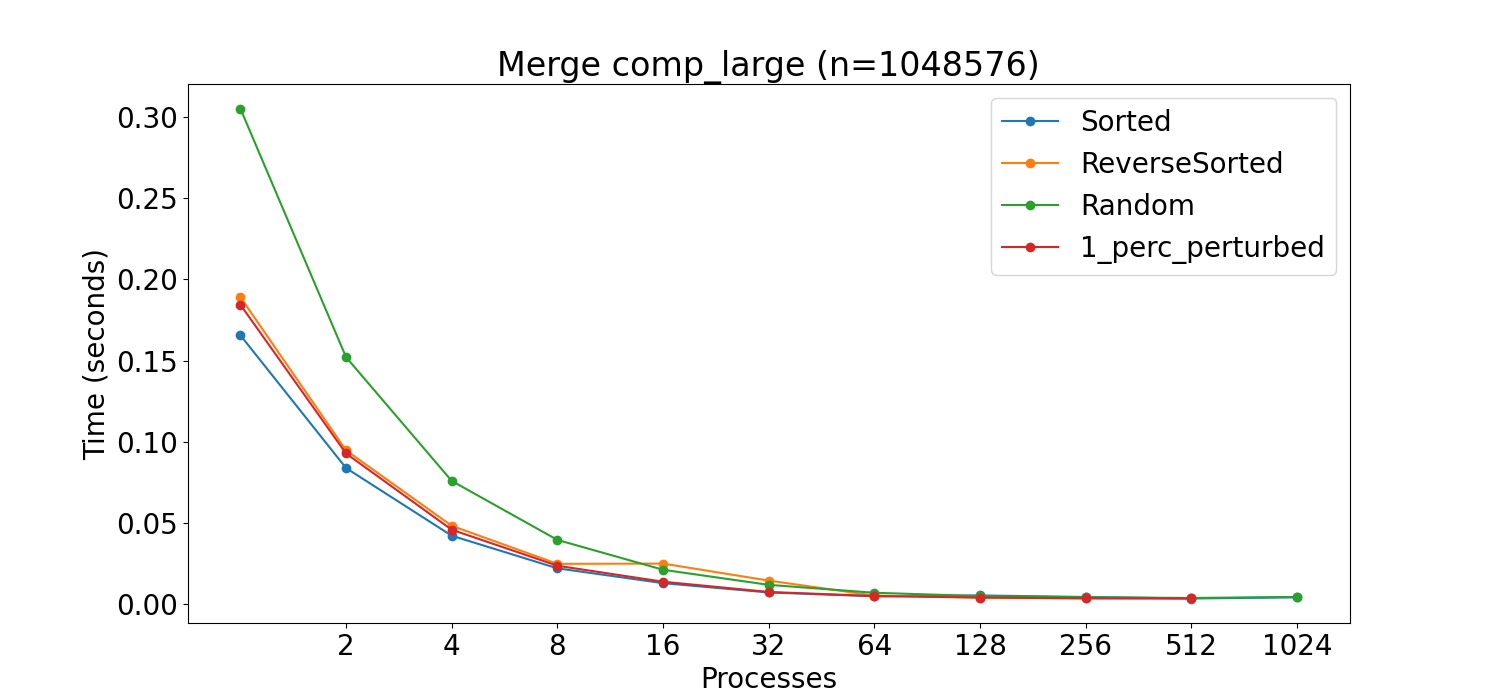 Merge comp_large (n=1048576)
Sorted
ReverseSorted
Random
1_perc_perturbed
Time (seconds)
0.30
0.25
0.20
0.15
0.10
0.05
0.00
2 4 8 16 32 64 128 256 512 1024
Processes